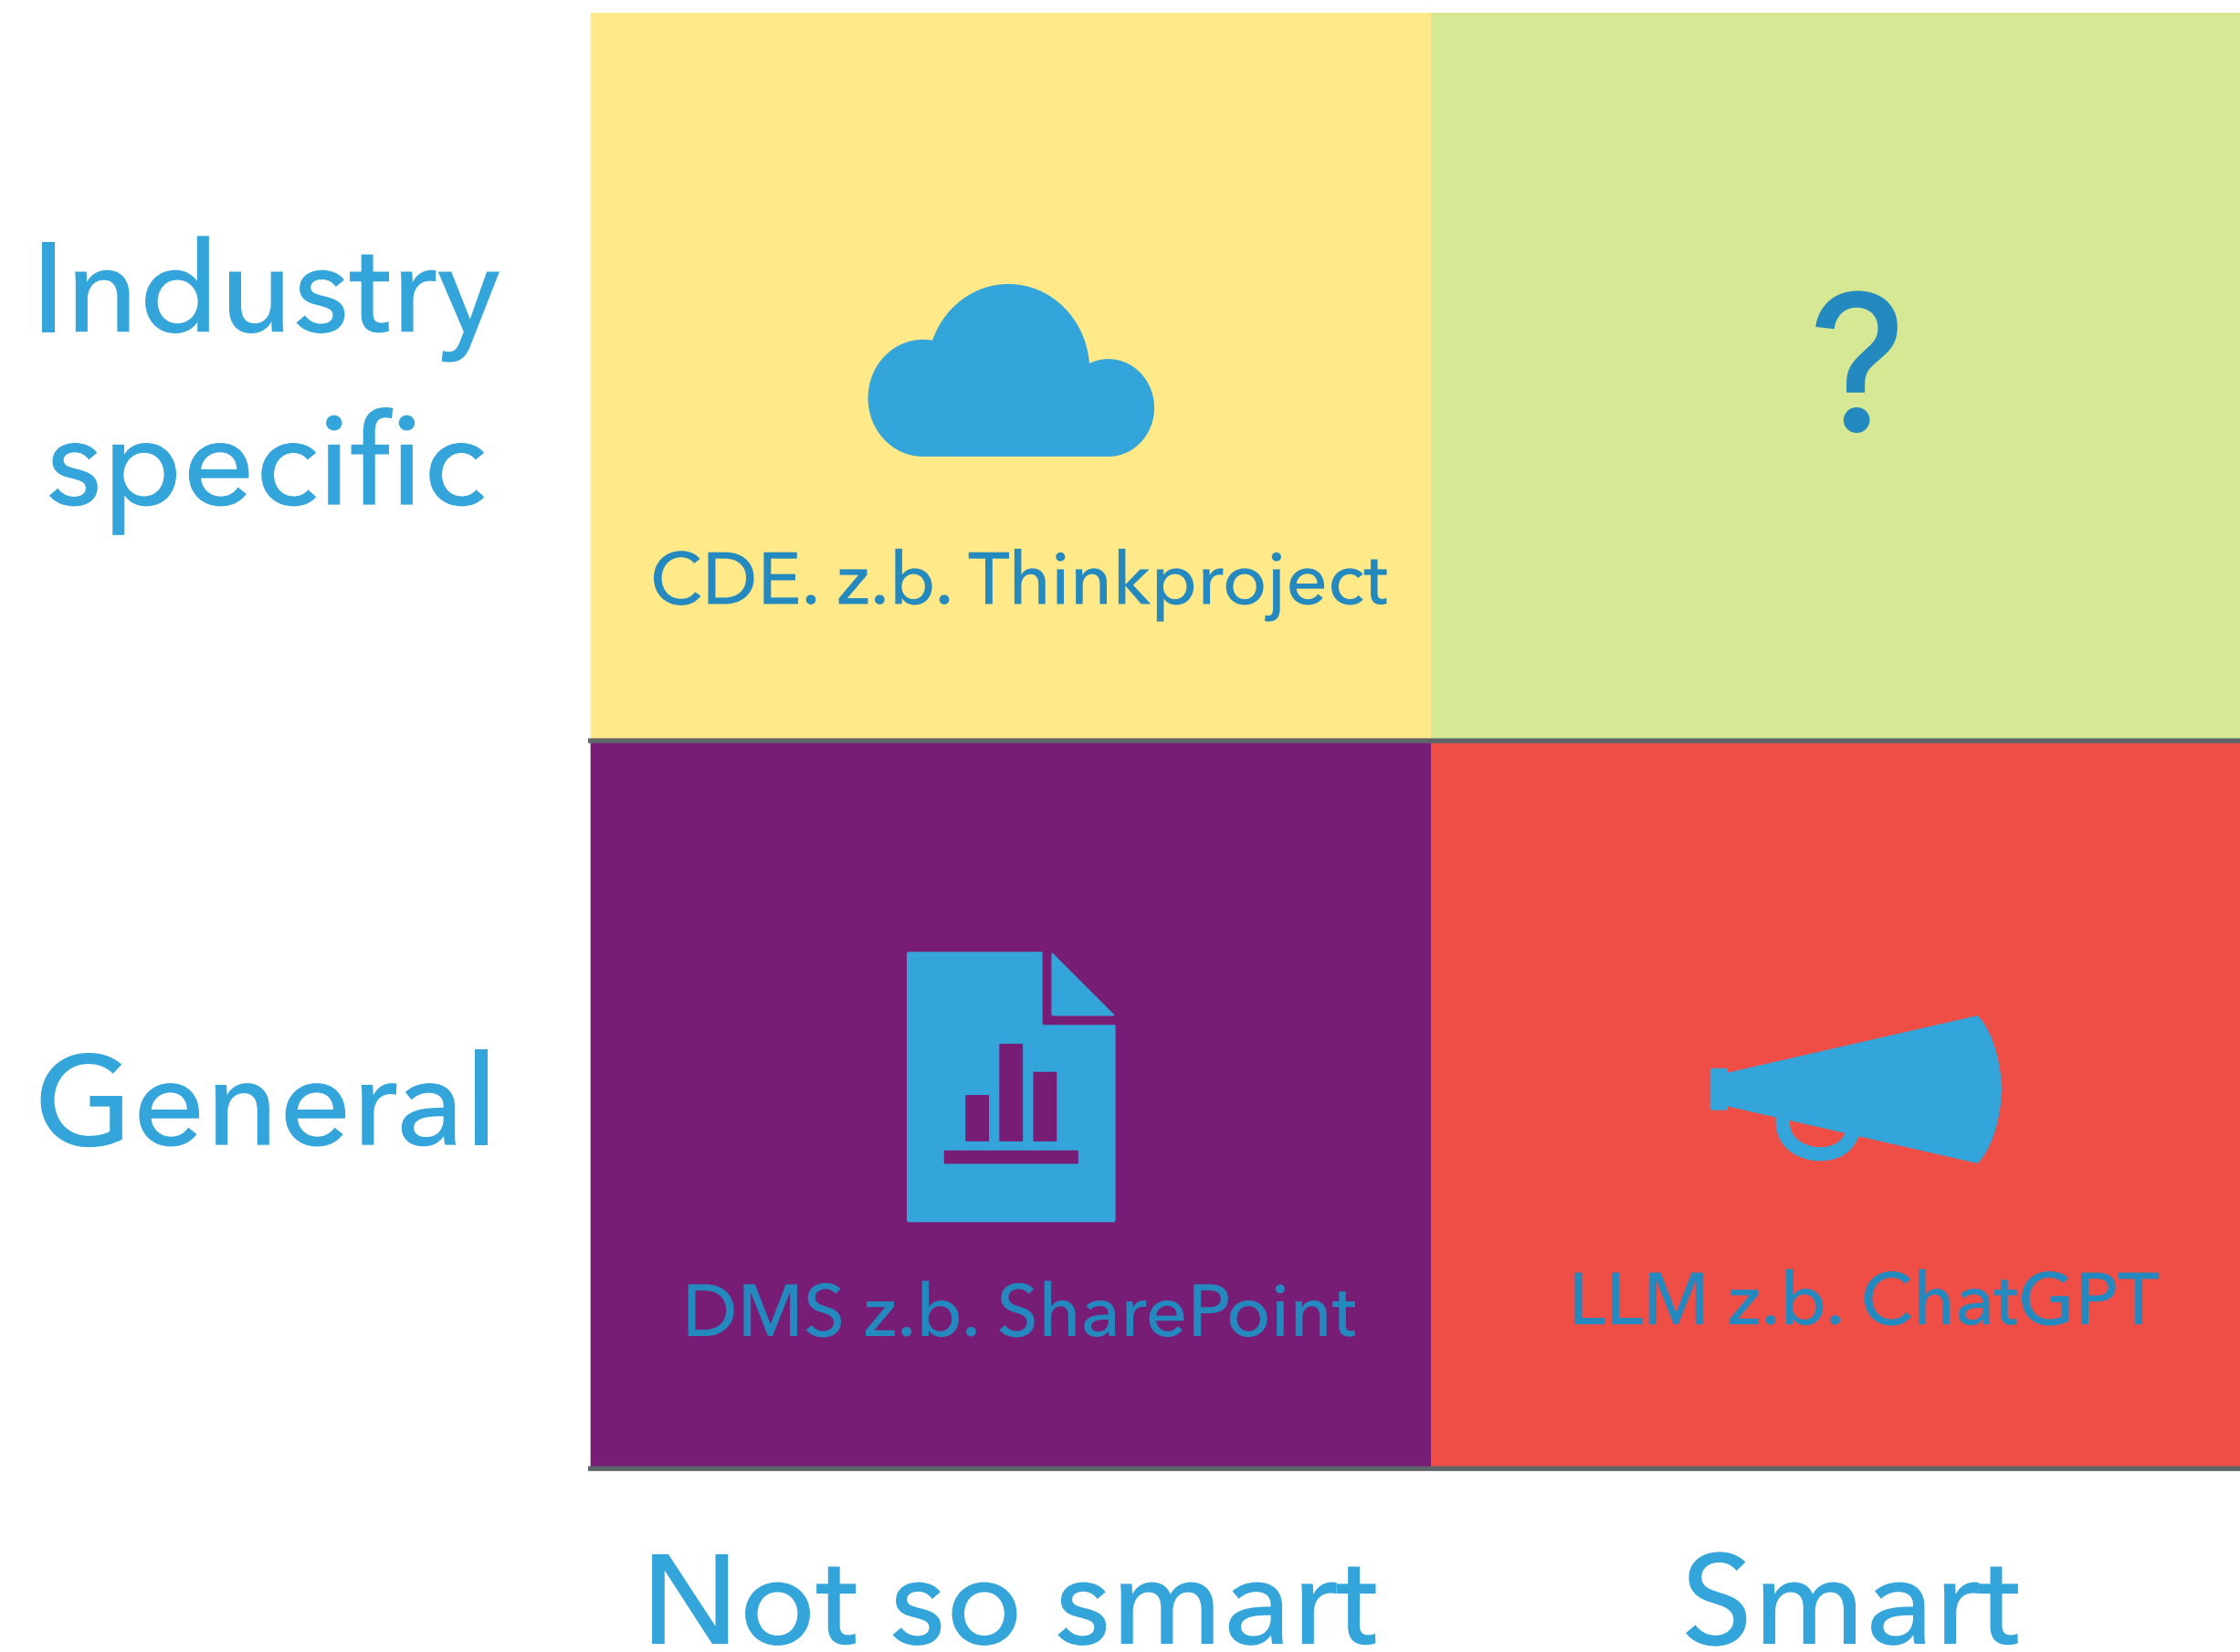 Industry
specific
?
CDE. z.b. Thinkproject
General
DMS z.b. SharePoint
LLM z.b. ChatGPT
Not so smart
Smart